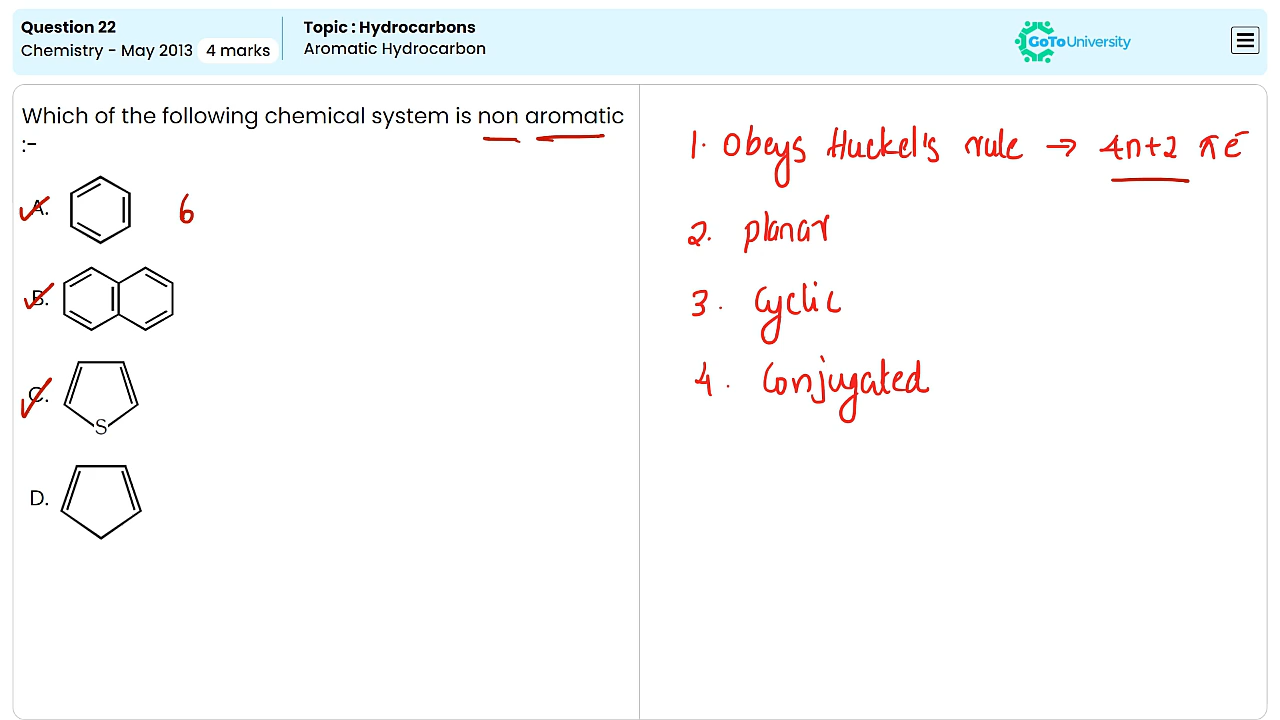 Question 22
Chemistry - May 2013 4 marks
Topic : Hydrocarbons
Aromatic Hydrocarbon
GoToUniversity
Which of the following chemical system is non aromatic
:-
A.
6
B.
C.
S
D.
1. Obeys Huckel's rule → 4n+2 πe⁻
2. planar
3. Cyclic
4. Conjugated